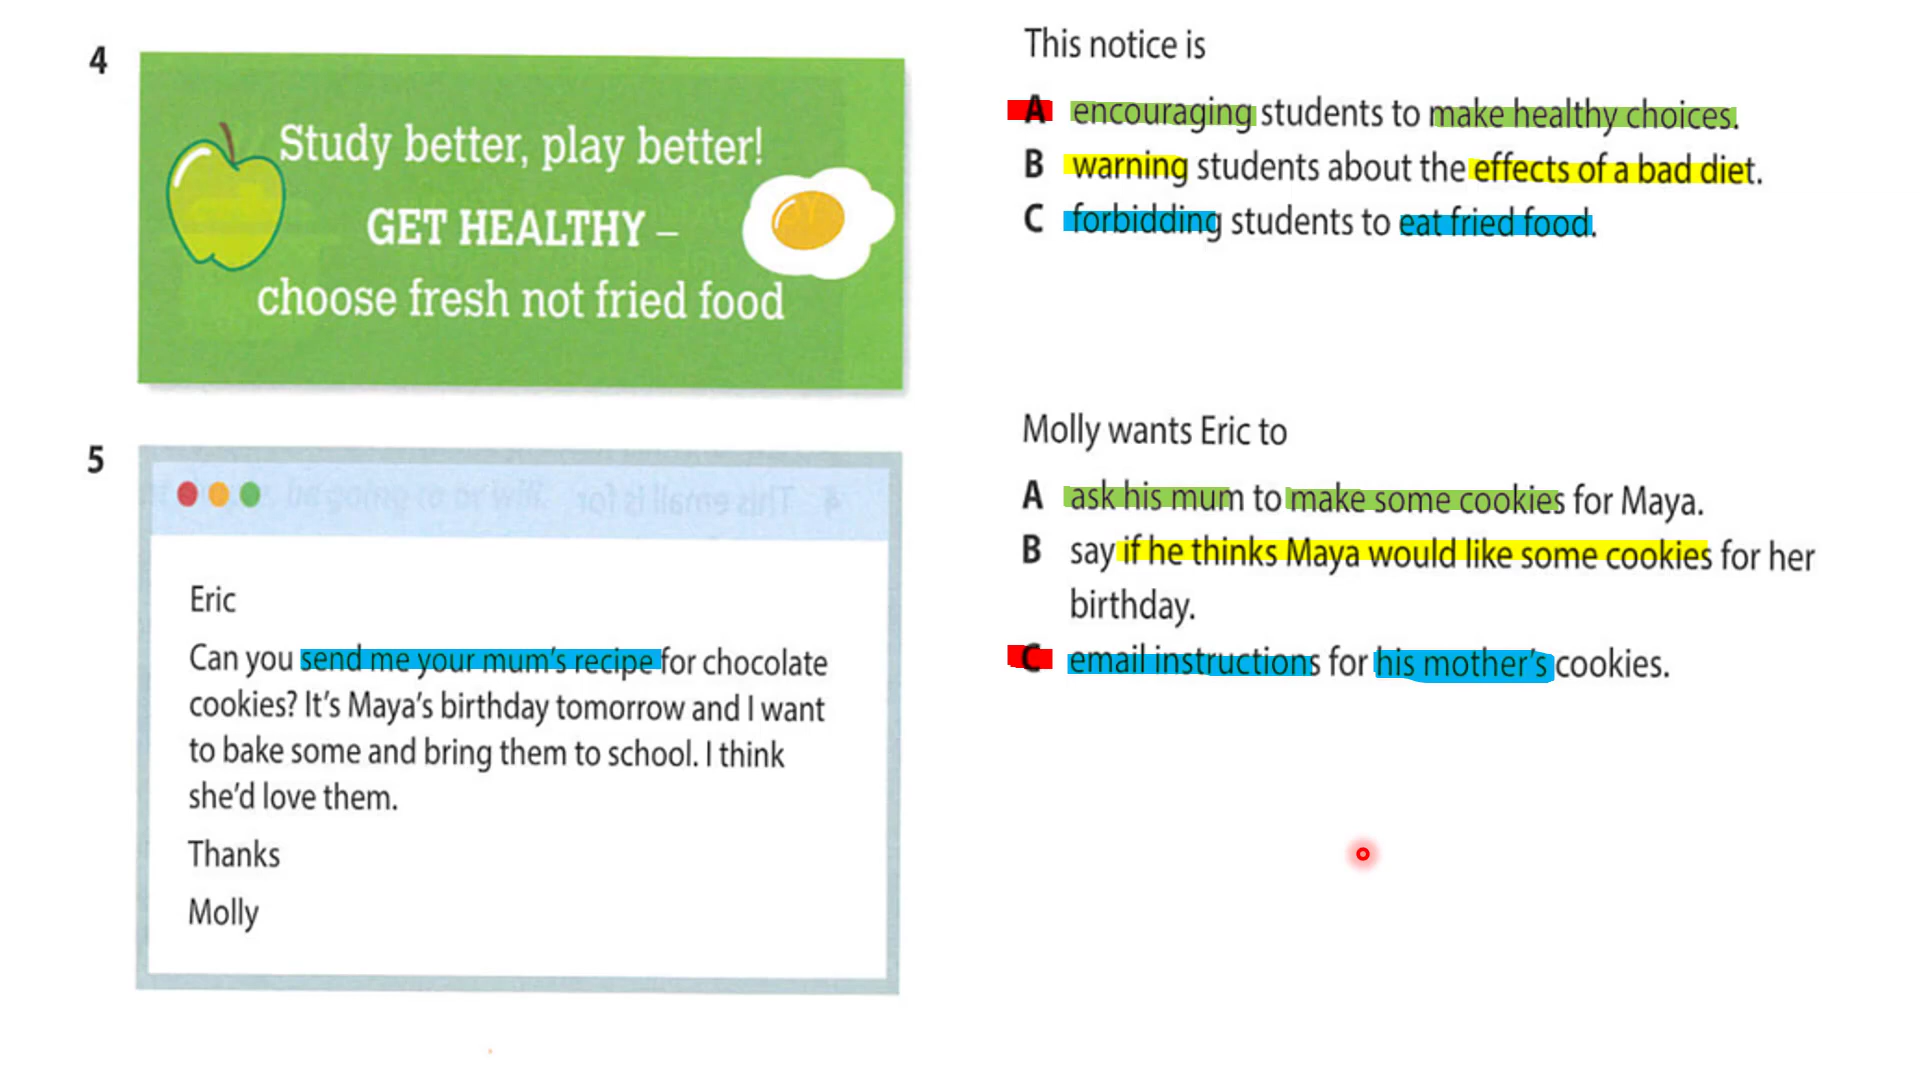 4
Study better, play better!
GET HEALTHY –
choose fresh not fried food
This notice is
A encouraging students to make healthy choices.
B warning students about the effects of a bad diet.
C forbidding students to eat fried food.
5
Eric
Can you send me your mum's recipe for chocolate
cookies? It's Maya's birthday tomorrow and I want
to bake some and bring them to school. I think
she'd love them.
Thanks
Molly
Molly wants Eric to
A ask his mum to make some cookies for Maya.
B say if he thinks Maya would like some cookies for her
birthday.
C email instructions for his mother's cookies.